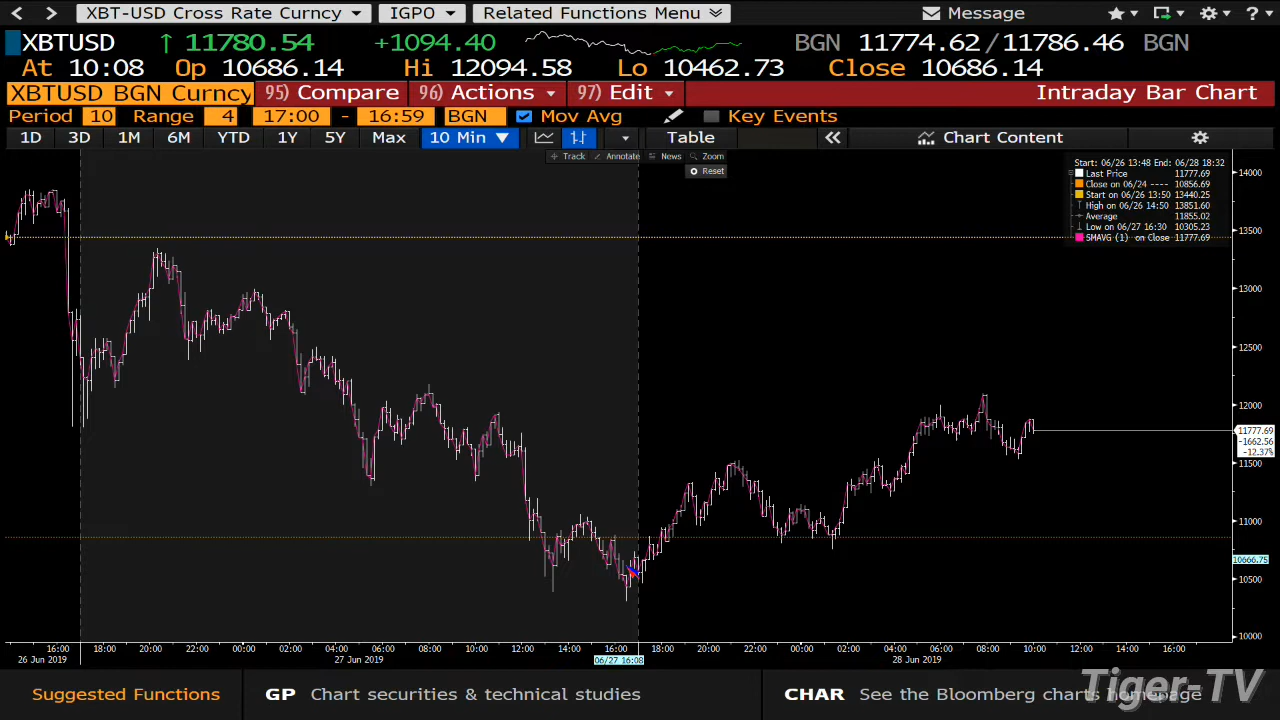 XBT-USD Cross Rate Curncy IGPO Related Functions Menu Message ?
XBTUSD ↑ 11780.54 +1094.40 BGN 11774.62/11786.46 BGN
At 10:08 Op 10686.14 Hi 12094.58 Lo 10462.73 Close 10686.14
XBTUSD BGN Curncy 95) Compare 96) Actions 97) Edit Intraday Bar Chart
Period 10 Range 4 17:00 - 16:59 BGN Mov Avg Key Events
1D 3D 1M 6M YTD 1Y 5Y Max 10 Min Table Chart Content
Track Annotate News Zoom
Reset
Start: 06/26 13:48 End: 06/28 18:32
Last Price 11777.69
Close on 06/24 ---- 10856.69
Start on 06/26 13:50 13440.25
High on 06/26 14:50 13851.60
Average 11855.02
Low on 06/27 16:30 10305.23
SMAVG (1) on Close 11777.69
14000
13500
13000
12500
12000
11777.69
-1662.56
-12.37%
11500
11000
10666.75
10500
10000
16:00 18:00 20:00 22:00 00:00 02:00 04:00 06:00 08:00 10:00 12:00 14:00 16:00 18:00 20:00 22:00 00:00 02:00 04:00 06:00 08:00 10:00 12:00 14:00 16:00
26 Jun 2019 27 Jun 2019 06/27 16:08 28 Jun 2019
Suggested Functions GP Chart securities & technical studies CHAR See the Bloomberg charts homepage
Tiger-TV